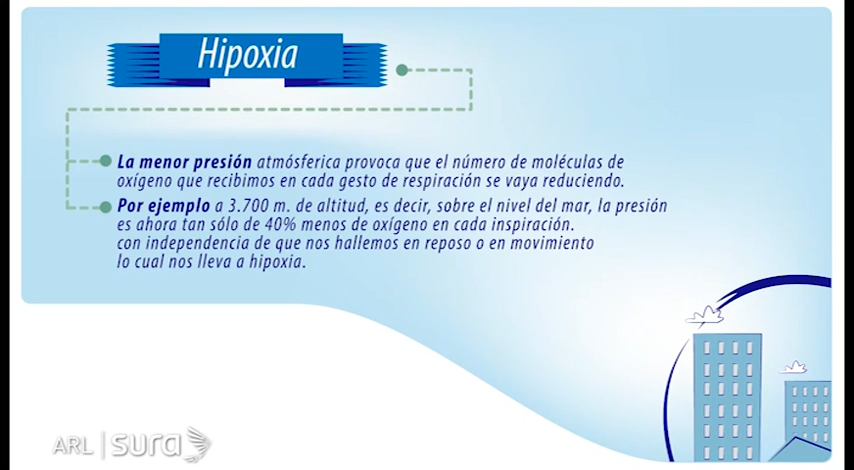 Hipoxia
La menor presión atmósferica provoca que el número de moléculas de
oxígeno que recibimos en cada gesto de respiración se vaya reduciendo.
Por ejemplo a 3.700 m. de altitud, es decir, sobre el nivel del mar, la presión
es ahora tan sólo de 40% menos de oxígeno en cada inspiración.
con independencia de que nos hallemos en reposo o en movimiento
lo cual nos lleva a hipoxia.
ARL | sura